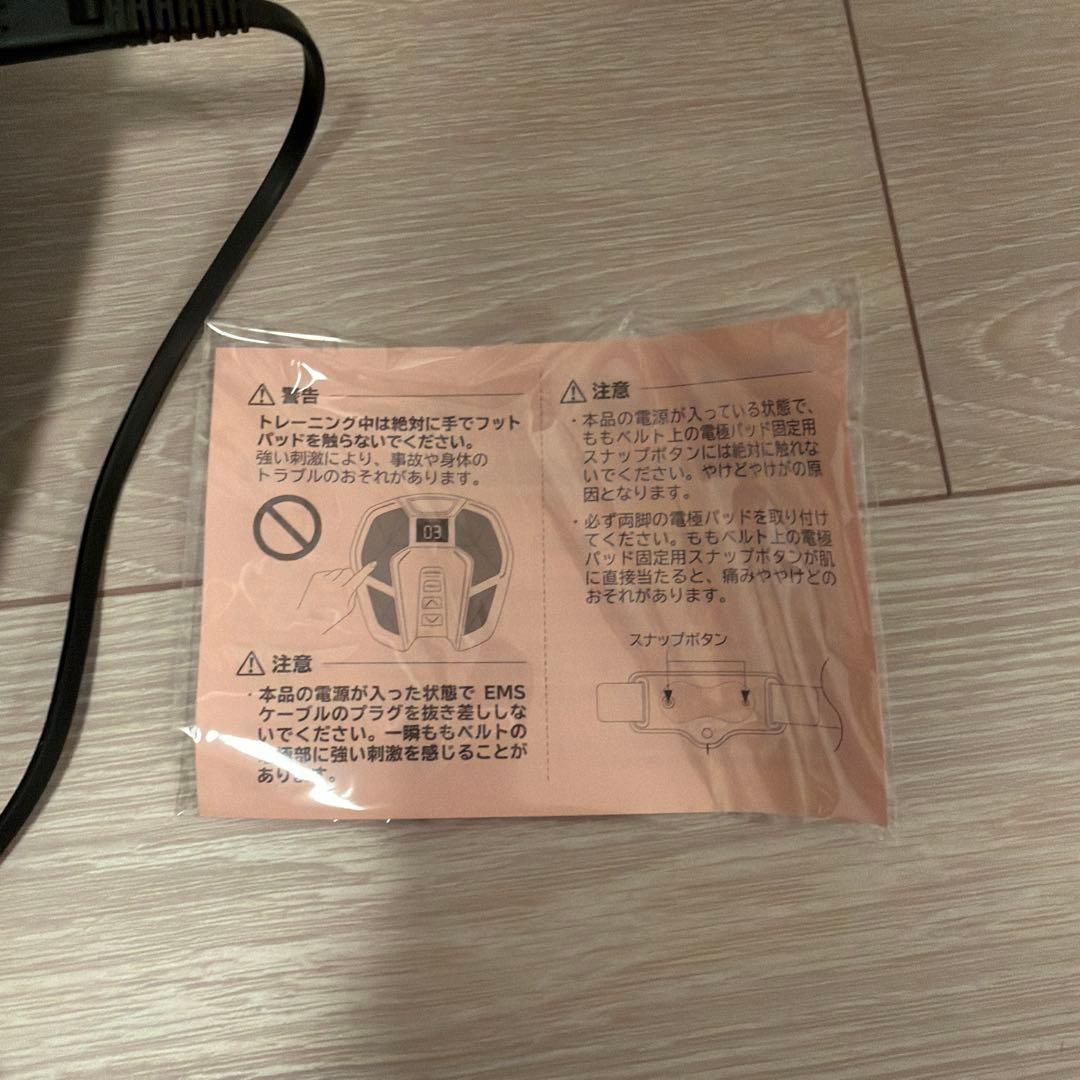 ⚠ 警告
トレーニング中は絶対に手でフット
パッドを触らないでください。
強い刺激により、事故や身体の
トラブルのおそれがあります。
03
⚠ 注意
・本品の電源が入った状態で EMS
ケーブルのプラグを抜き差ししな
いでください。一瞬ももベルトの
極部に強い刺激を感じることが
あります。
⚠ 注意
・本品の電源が入っている状態で、
ももベルト上の電極パッド固定用
スナップボタンには絶対に触れな
いでください。やけどやけがの原
因となります。
・必ず両脚の電極パッドを取り付け
てください。ももベルト上の電極
パッド固定用スナップボタンが肌
に直接当たると、痛みややけどの
おそれがあります。
スナップボタン